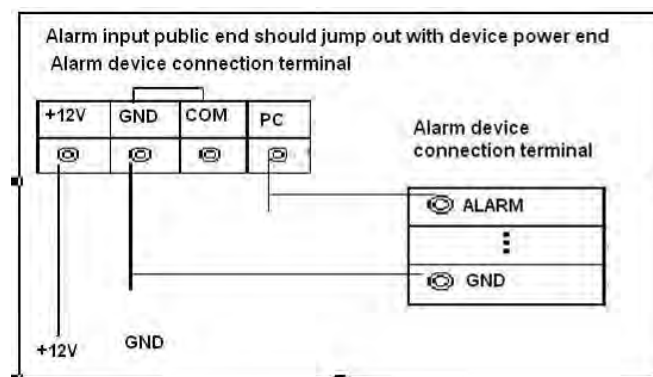 Alarm input public end should jump out with device power end
Alarm device connection terminal
+12V GND COM PC
Alarm device
connection terminal
ALARM
GND
+12V GND